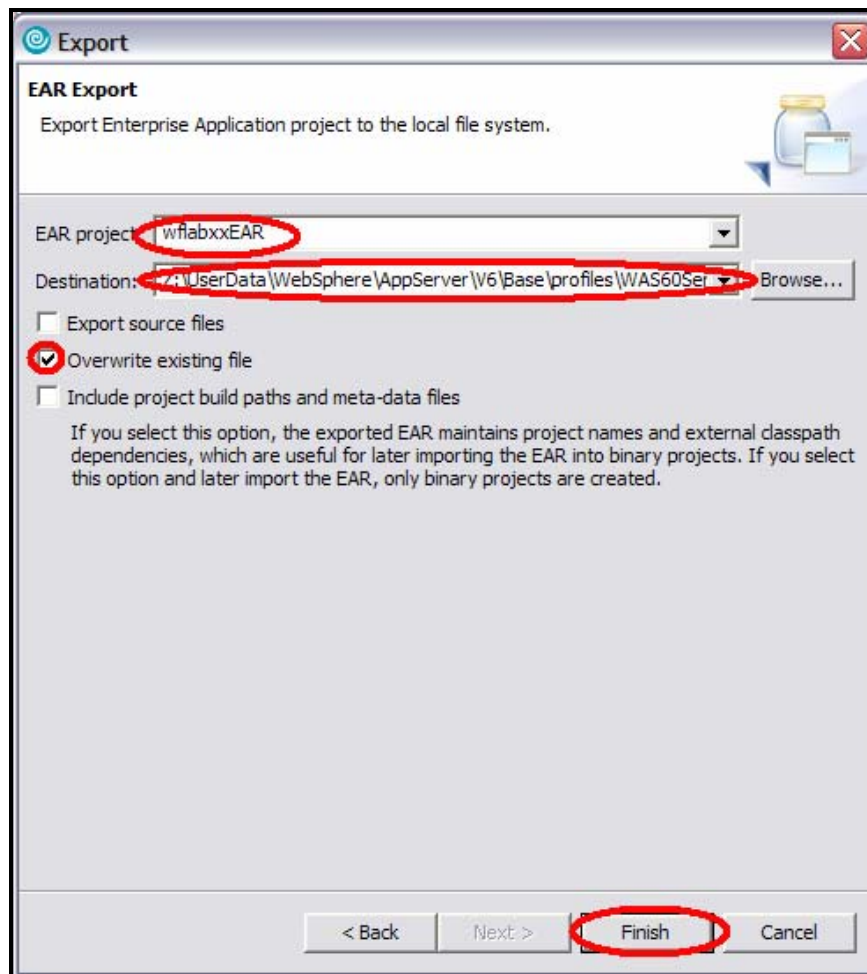 Export
EAR Export
Export Enterprise Application project to the local file system.
EAR project: wflabxxEAR
Destination: Z:\UserData\WebSphere\AppServer\V6\Base\profiles\WAS60Ser Browse...
Export source files
Overwrite existing file
Include project build paths and meta-data files
If you select this option, the exported EAR maintains project names and external classpath
dependencies, which are useful for later importing the EAR into binary projects. If you select
this option and later import the EAR, only binary projects are created.
< Back Next > Finish Cancel